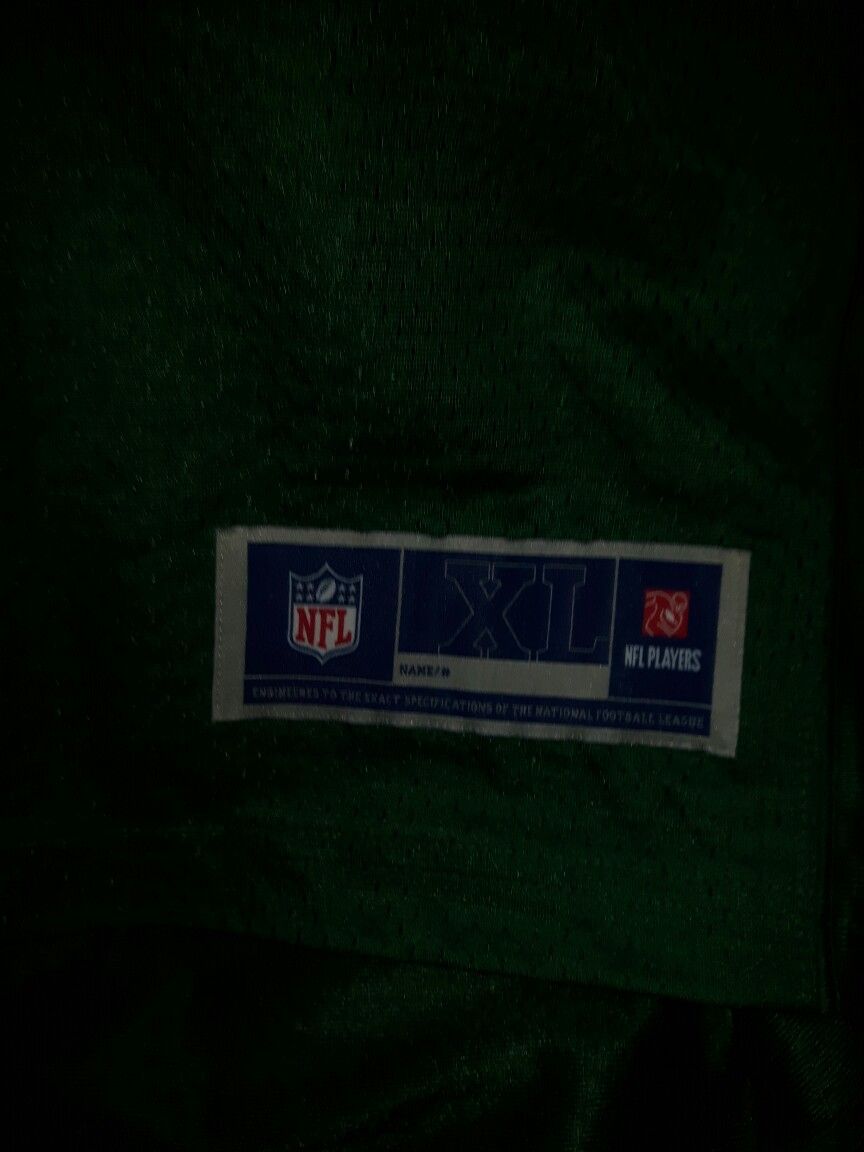 NFL
XL
NAME/#
NFL PLAYERS
ENGINEERED TO THE EXACT SPECIFICATIONS OF THE NATIONAL FOOTBALL LEAGUE